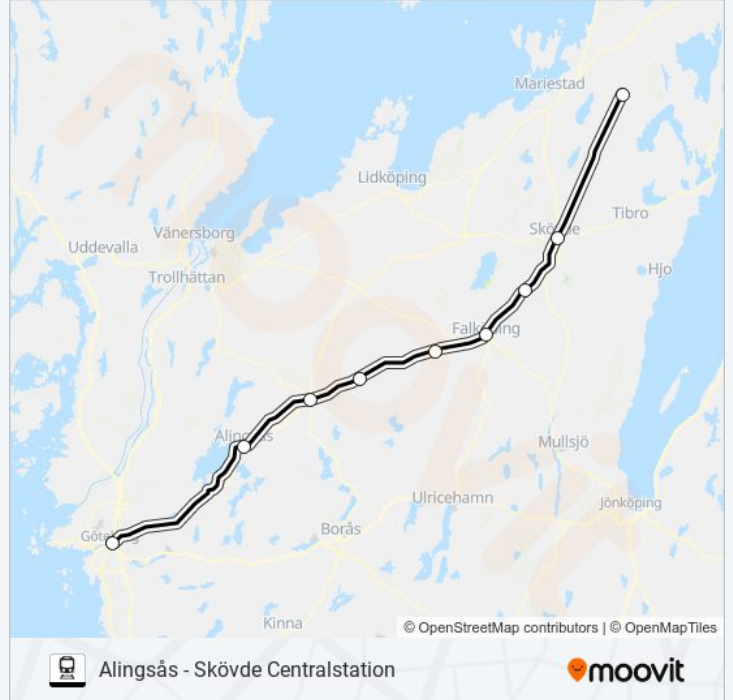 Mariestad
Lidköping
Tibro
Skövde
Vänersborg
Uddevalla
Hjo
Trollhättan
Falköping
Alingsås
Mullsjö
Ulricehamn
Jönköping
Borås
Göteborg
Kinna
© OpenStreetMap contributors | © OpenMapTiles
Alingsås - Skövde Centralstation
moovit